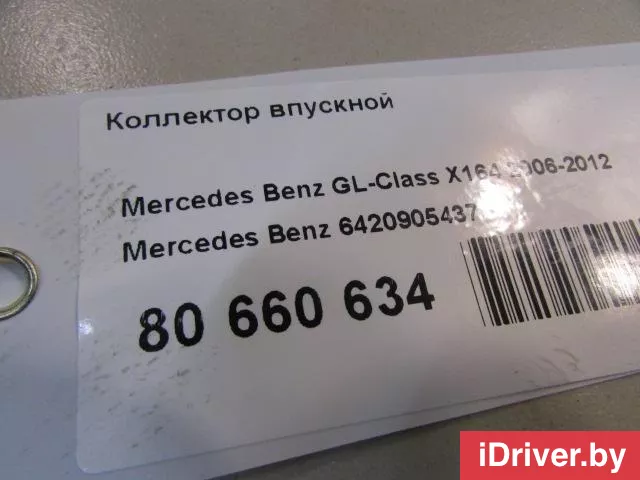 Коллектор впускной
Mercedes Benz GL-Class X164 2006-2012
Mercedes Benz 6420905437
80 660 634
iDriver.by